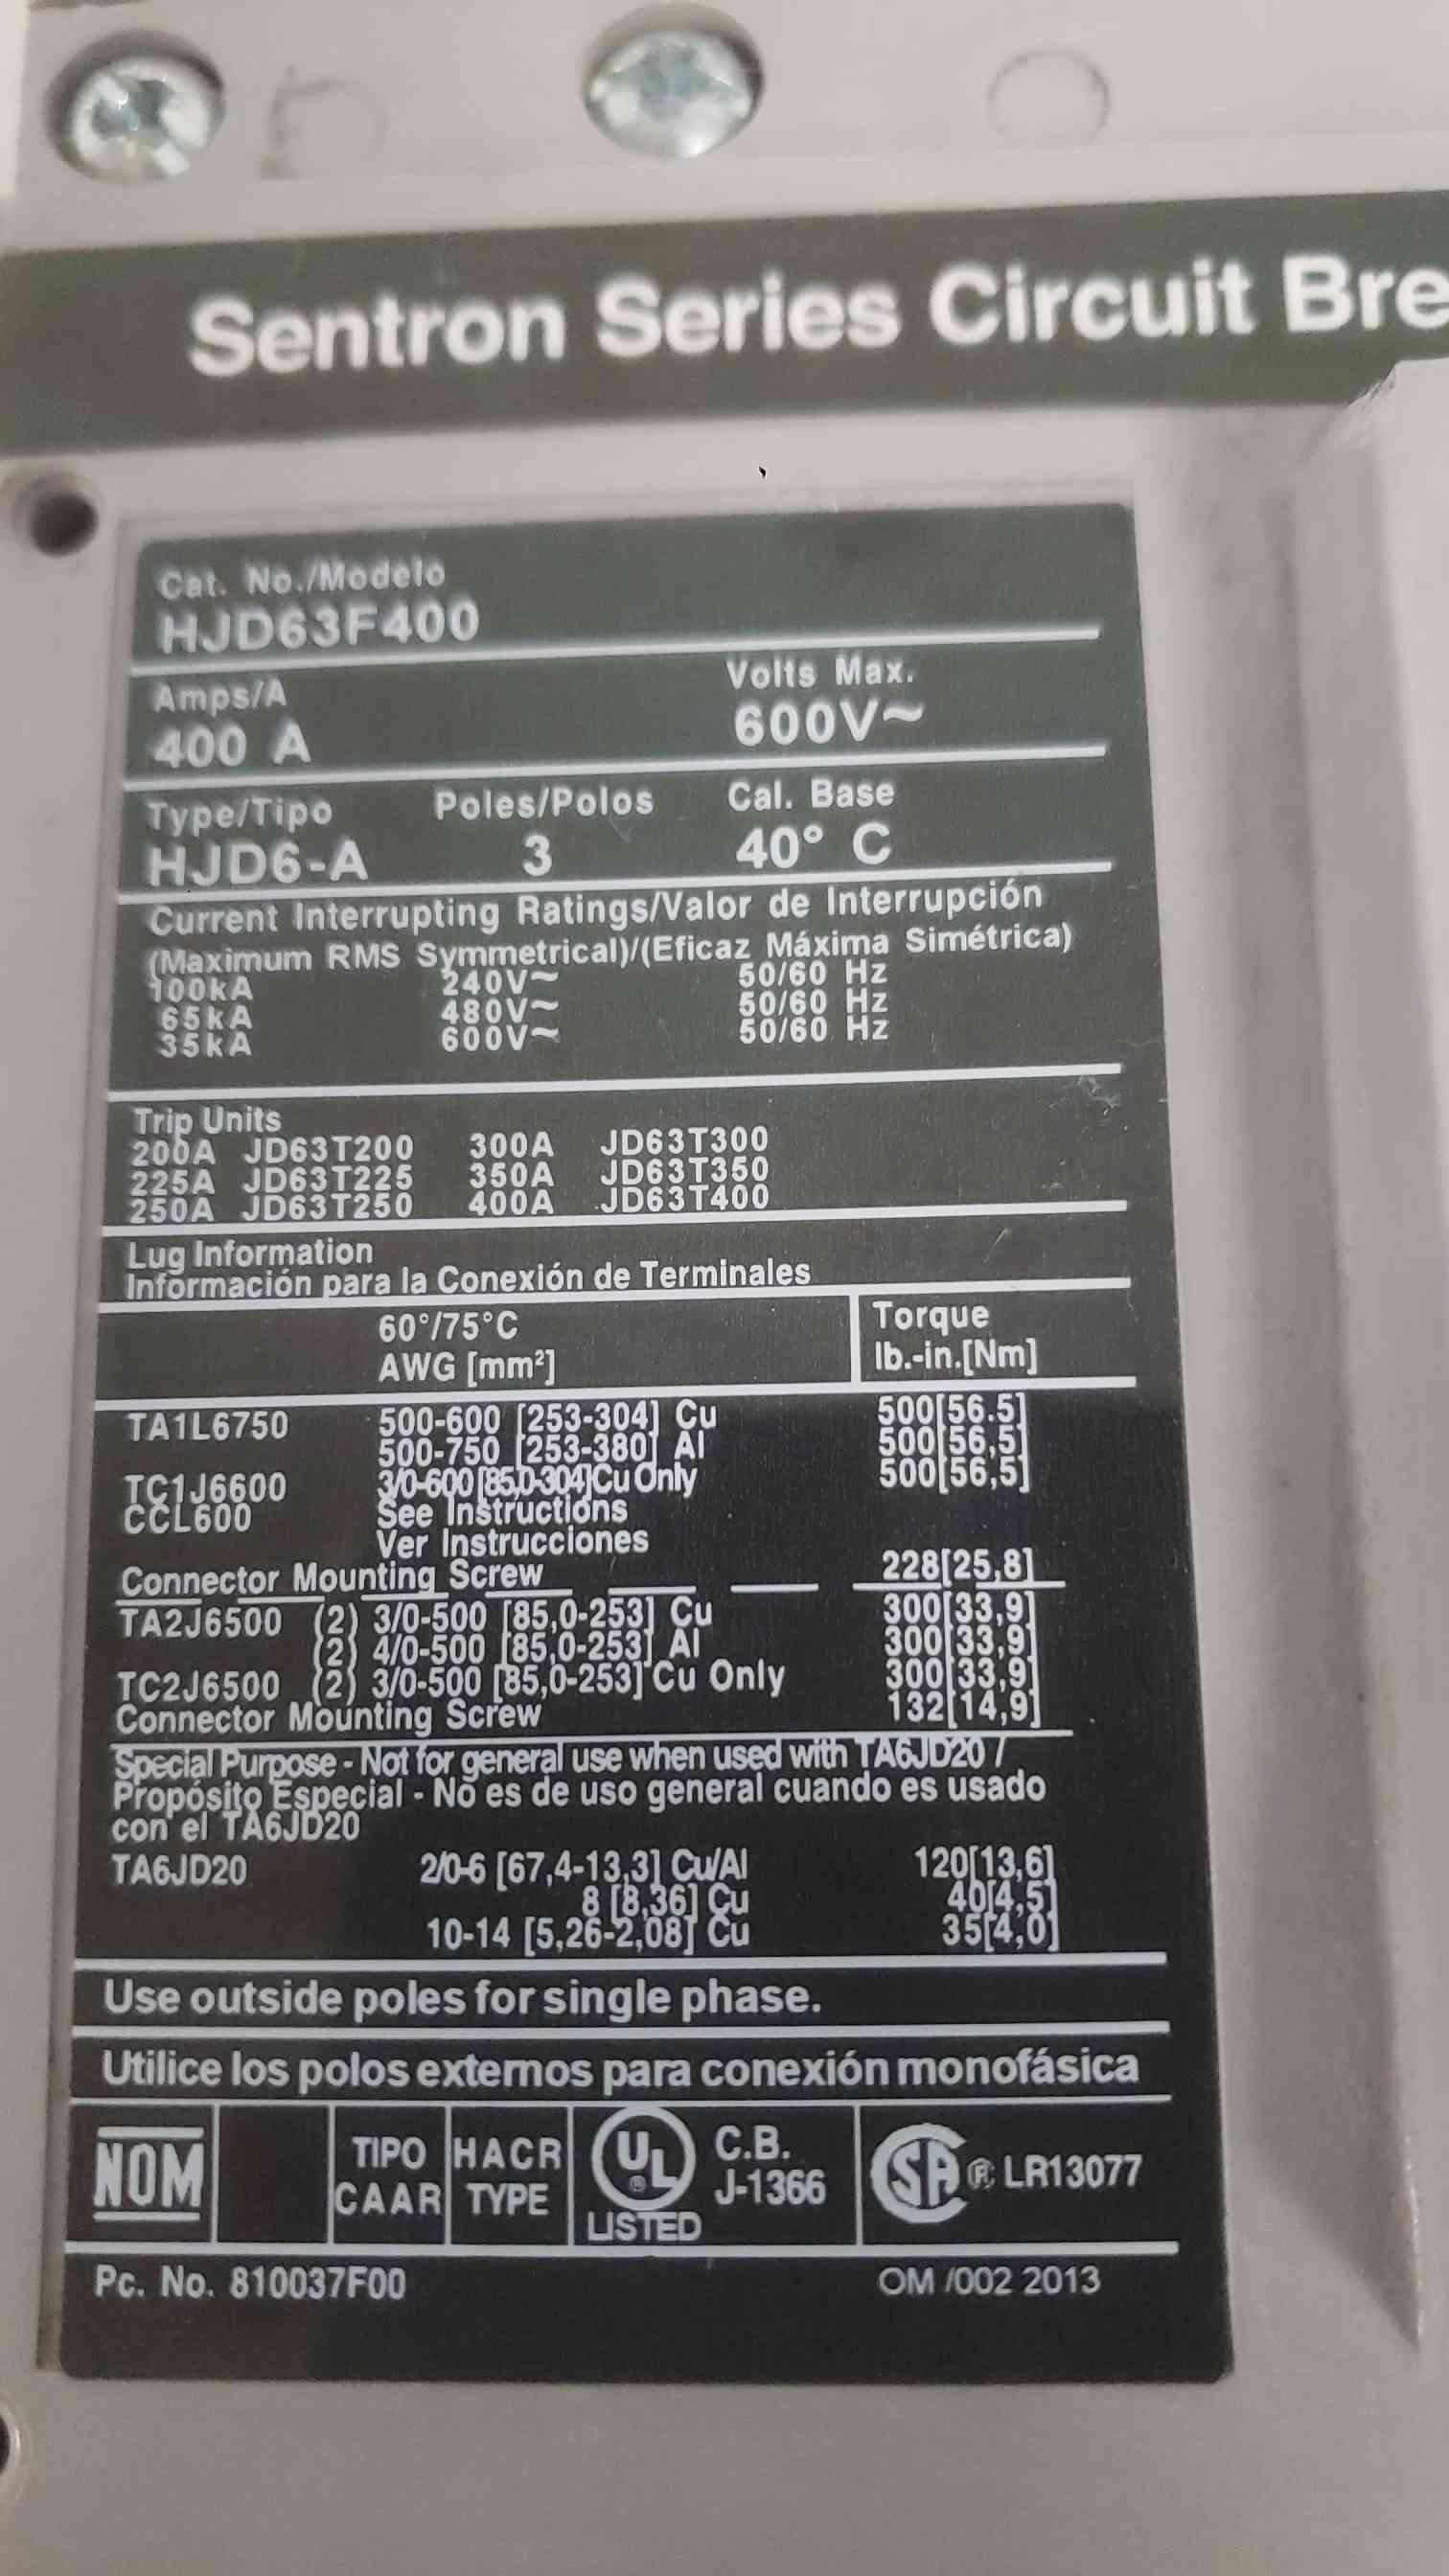 Sentron Series Circuit Bre
Cat. No./Modelo
HJD63F400
Amps/A Volts Max.
400 A 600V~
Type/Tipo Poles/Polos Cal. Base
HJD6-A 3 40° C
Current Interrupting Ratings/Valor de Interrupción
(Maximum RMS Symmetrical)/(Eficaz Máxima Simétrica)
100kA 240V~ 50/60 Hz
65kA 480V~ 50/60 Hz
35kA 600V~ 50/60 Hz
Trip Units
200A JD63T200 300A JD63T300
225A JD63T225 350A JD63T350
250A JD63T250 400A JD63T400
Lug Information
Información para la Conexión de Terminales
60°/75°C Torque
AWG [mm²] lb.-in.[Nm]
TA1L6750 500-600 [253-304] Cu 500[56.5]
500-750 [253-380] Al 500[56,5]
TC1J6600 3/0-600[85,0-304]Cu Only 500[56,5]
CCL600 See Instructions
Ver Instrucciones
Connector Mounting Screw 228[25,8]
TA2J6500 (2) 3/0-500 [85,0-253] Cu 300[33,9]
(2) 4/0-500 [85,0-253] Al 300[33,9]
TC2J6500 (2) 3/0-500 [85,0-253] Cu Only 300[33,9]
Connector Mounting Screw 132[14,9]
Special Purpose - Not for general use when used with TA6JD20 /
Propósito Especial - No es de uso general cuando es usado
con el TA6JD20
TA6JD20 2/0-6 [67,4-13,3] Cu/Al 120[13,6]
8 [8,36] Cu 40[4,5]
10-14 [5,26-2,08] Cu 35[4,0]
Use outside poles for single phase.
Utilice los polos externos para conexión monofásica
NOM TIPO CAAR HACR TYPE UL ® LISTED C.B. J-1366 SA ® LR13077
Pc. No. 810037F00 OM /002 2013